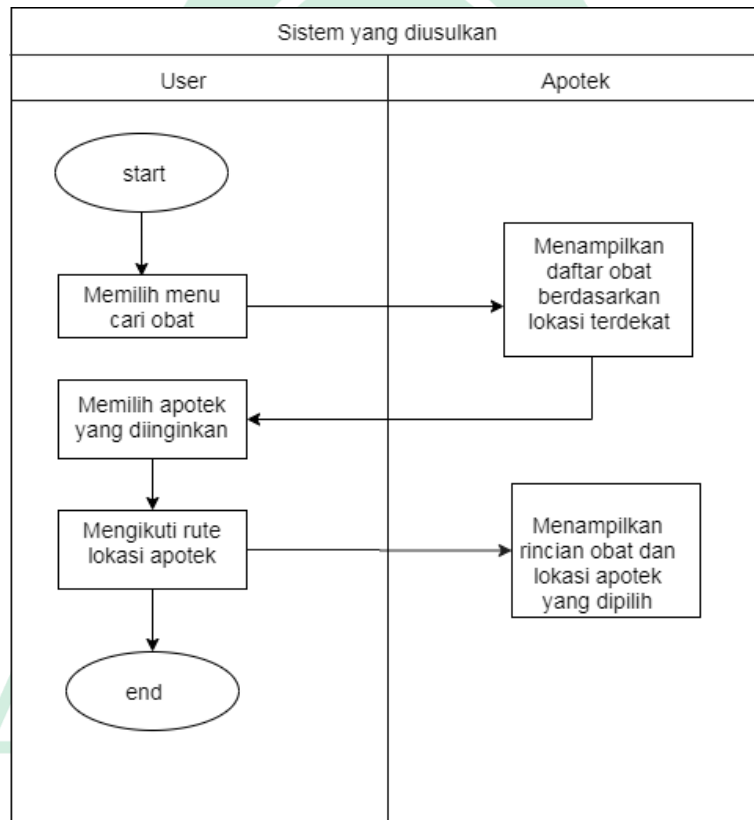 Sistem yang diusulkan
User
Apotek
start
Memilih menu
cari obat
Menampilkan
daftar obat
berdasarkan
lokasi terdekat
Memilih apotek
yang diinginkan
Mengikuti rute
lokasi apotek
Menampilkan
rincian obat dan
lokasi apotek
yang dipilih
end